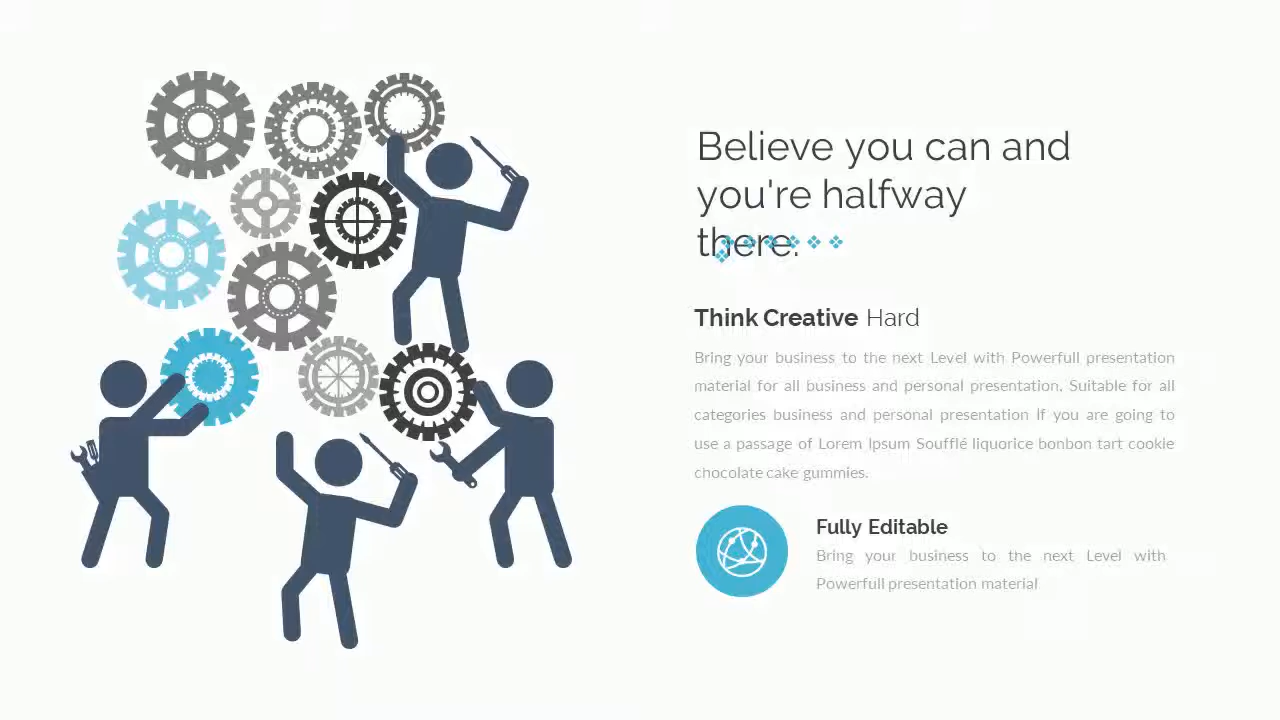 Believe you can and
you're halfway
there.
Think Creative Hard
Bring your business to the next Level with Powerfull presentation
material for all business and personal presentation. Suitable for all
categories business and personal presentation If you are going to
use a passage of Lorem Ipsum Soufflé liquorice bonbon tart cookie
chocolate cake gummies.
Fully Editable
Bring your business to the next Level with
Powerfull presentation material